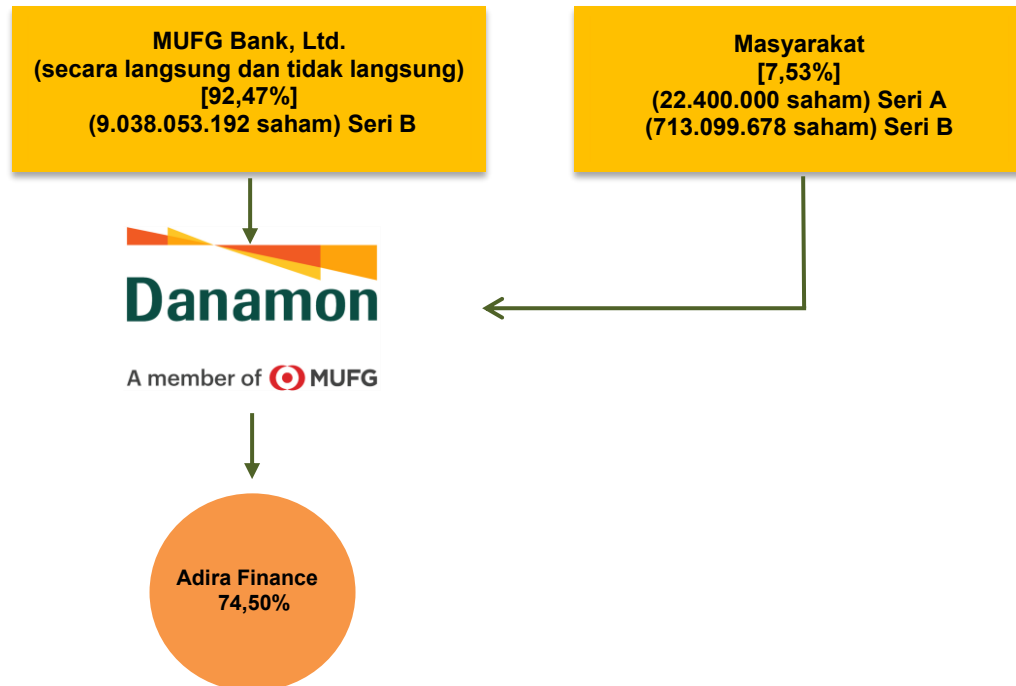 MUFG Bank, Ltd.
(secara langsung dan tidak langsung)
[92,47%]
(9.038.053.192 saham) Seri B
Masyarakat
[7,53%]
(22.400.000 saham) Seri A
(713.099.678 saham) Seri B
Danamon
A member of MUFG
Adira Finance
74,50%